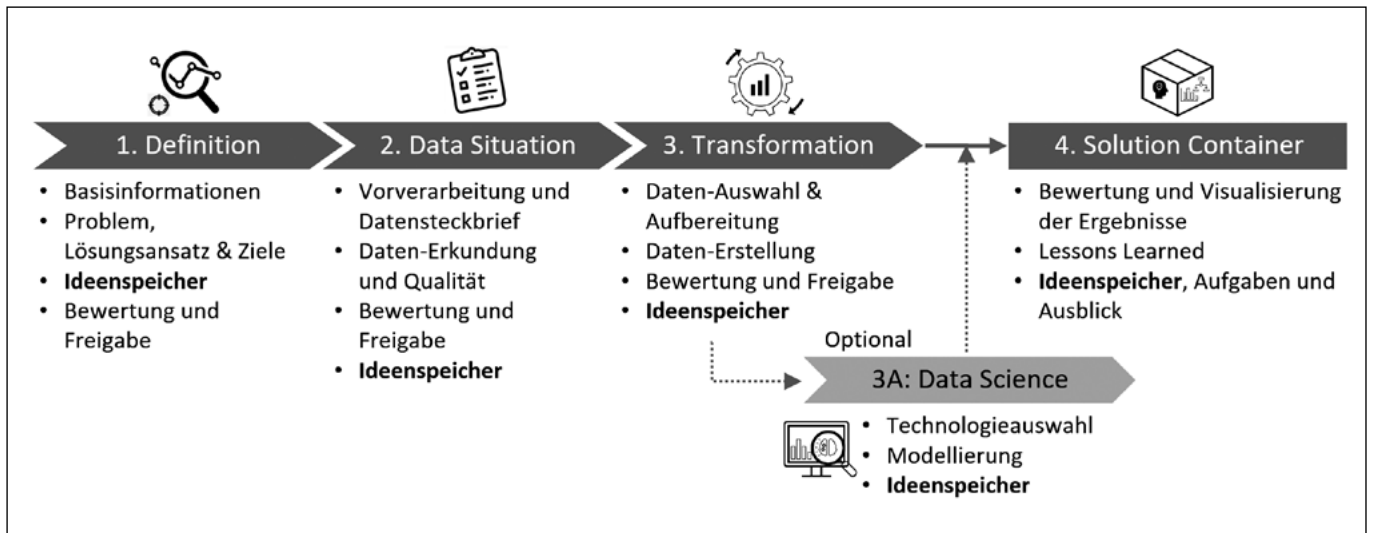 1. Definition
• Basisinformationen
• Problem,
Lösungsansatz & Ziele
• Ideenspeicher
• Bewertung und
Freigabe
2. Data Situation
• Vorverarbeitung und
Datensteckbrief
• Daten-Erkundung
und Qualität
• Bewertung und
Freigabe
• Ideenspeicher
3. Transformation
• Daten-Auswahl &
Aufbereitung
• Daten-Erstellung
• Bewertung und Freigabe
• Ideenspeicher
Optional
3A: Data Science
• Technologieauswahl
• Modellierung
• Ideenspeicher
4. Solution Container
• Bewertung und Visualisierung
der Ergebnisse
• Lessons Learned
• Ideenspeicher, Aufgaben und
Ausblick